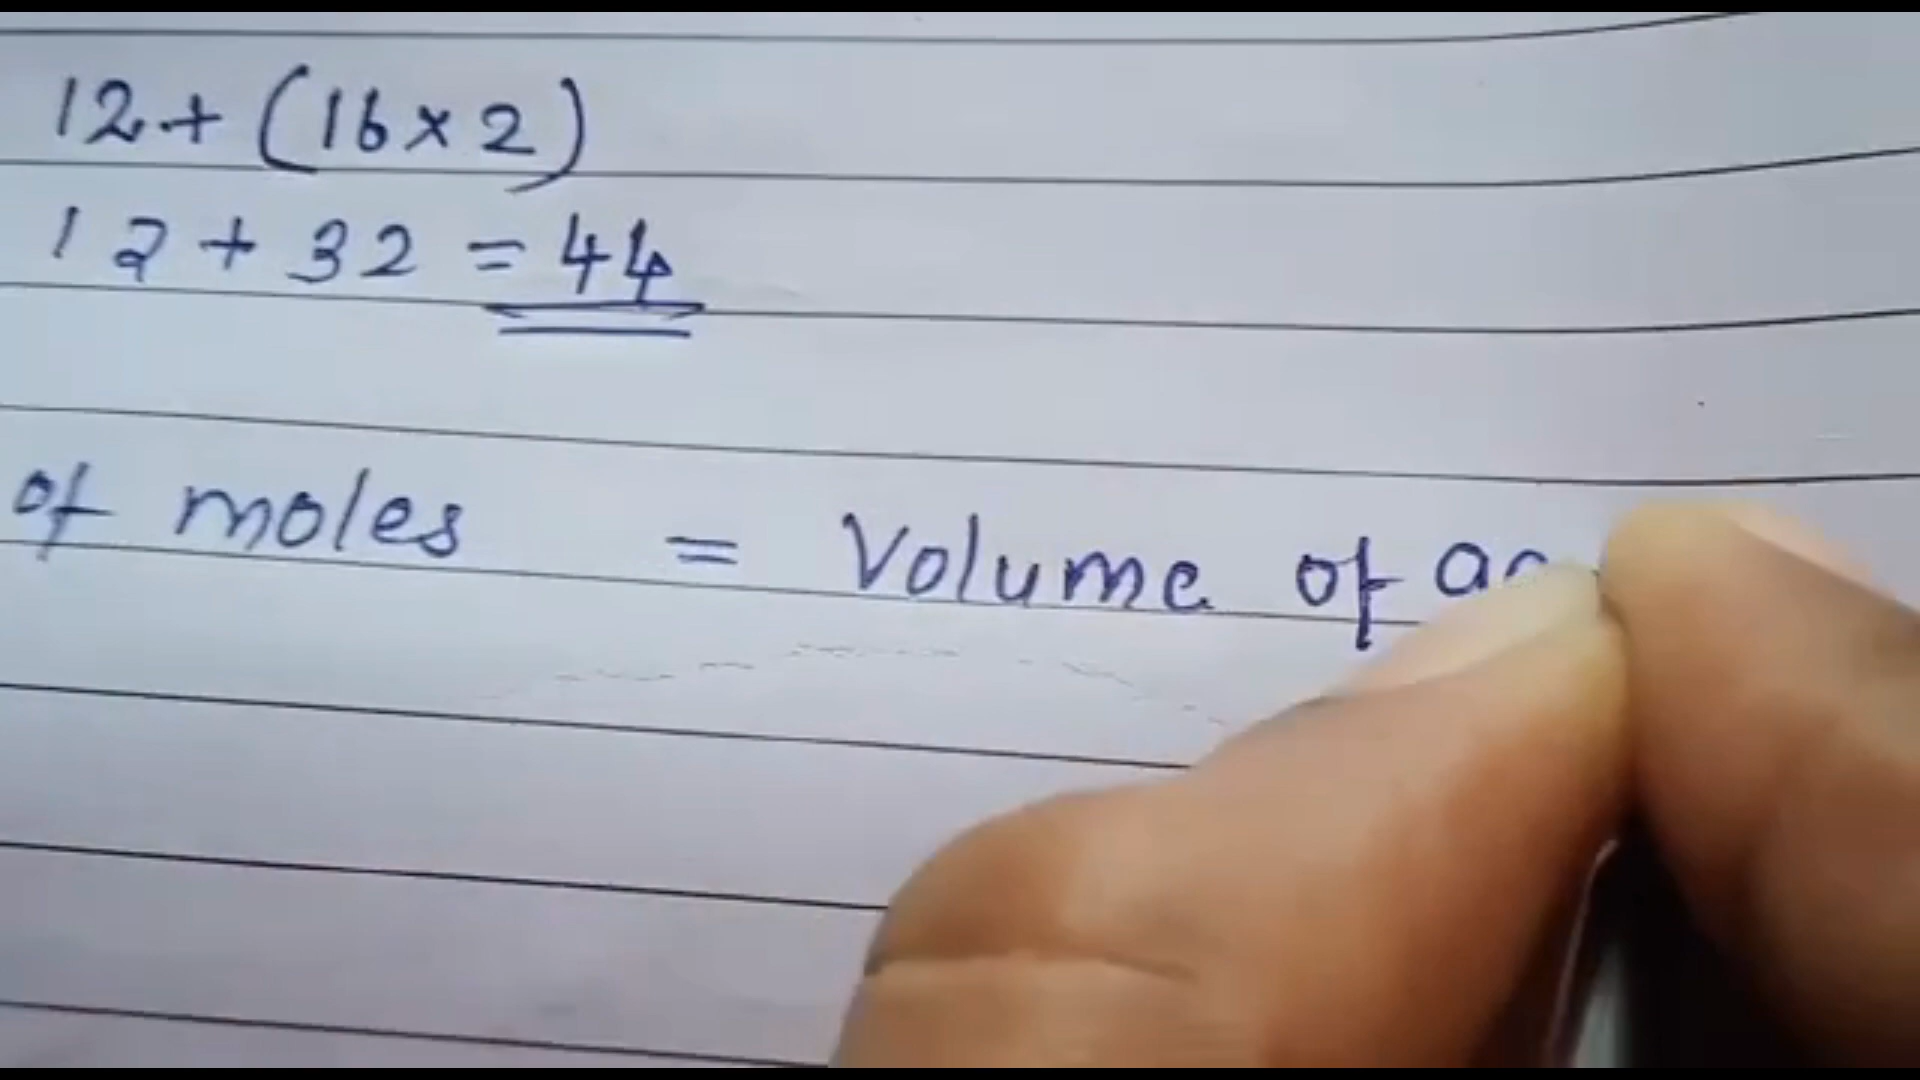 12 + (16 × 2)
12 + 32 = 44
of moles = Volume of